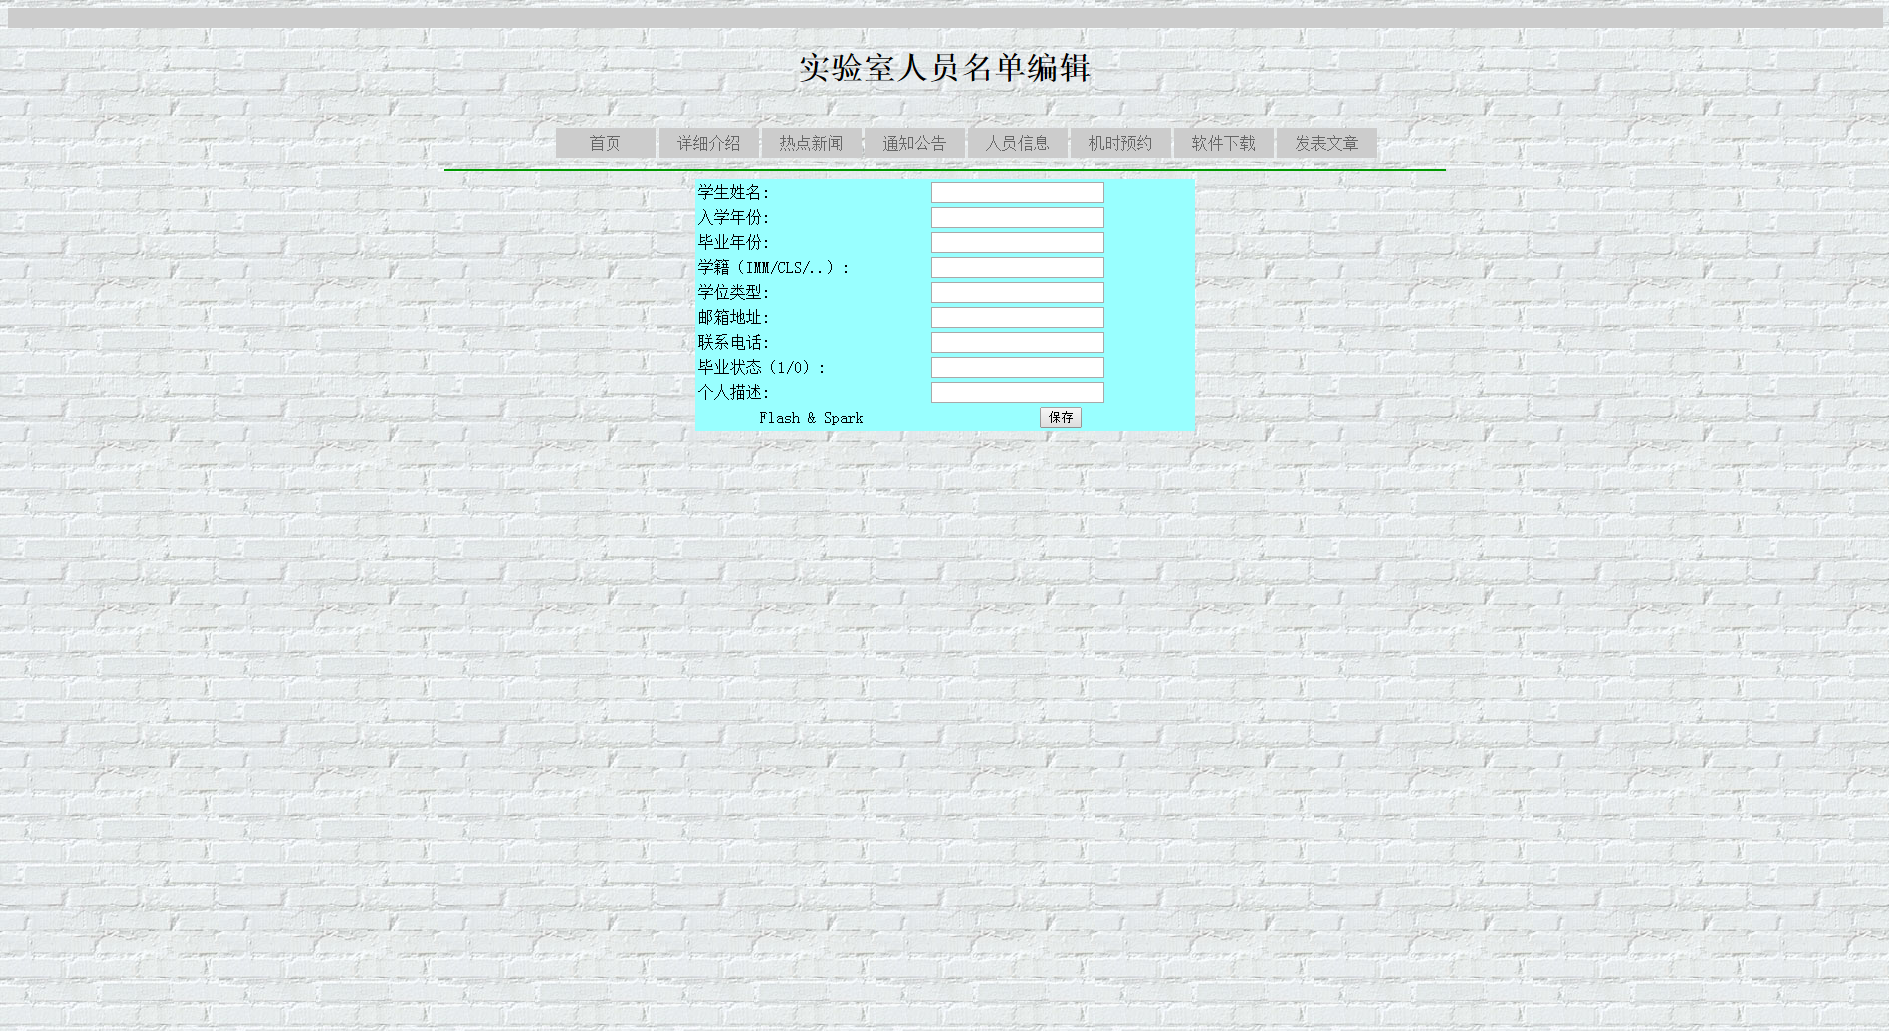 实验室人员名单编辑
首页 详细介绍 热点新闻 通知公告 人员信息 机时预约 软件下载 发表文章
学生姓名:
入学年份:
毕业年份:
学籍（IMM/CLS/..）:
学位类型:
邮箱地址:
联系电话:
毕业状态（1/0）:
个人描述:
Flash & Spark 保存